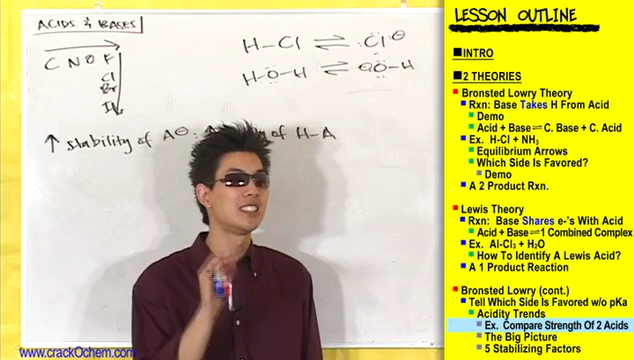 ACIDS & BASES
C N O F
Cl
Br
I
H-Cl ⇌ :Cl:⊖
H-Ö-H ⇌ ⊖Ö-H
↑ stability of A⊖: of H-A
www.crackOchem.com
LESSON OUTLINE
INTRO
2 THEORIES
Bronsted Lowry Theory
Rxn: Base Takes H From Acid
Demo
Acid + Base ⇌ C. Base + C. Acid
Ex. H-Cl + NH3
Equilibrium Arrows
Which Side Is Favored?
Demo
A 2 Product Rxn.
Lewis Theory
Rxn: Base Shares e-'s With Acid
Acid + Base ⇌ 1 Combined Complex
Ex. Al-Cl3 + H2O
How To Identify A Lewis Acid?
A 1 Product Reaction
Bronsted Lowry (cont.)
Tell Which Side Is Favored w/o pKa
Acidity Trends
Ex. Compare Strength Of 2 Acids
The Big Picture
5 Stabilizing Factors